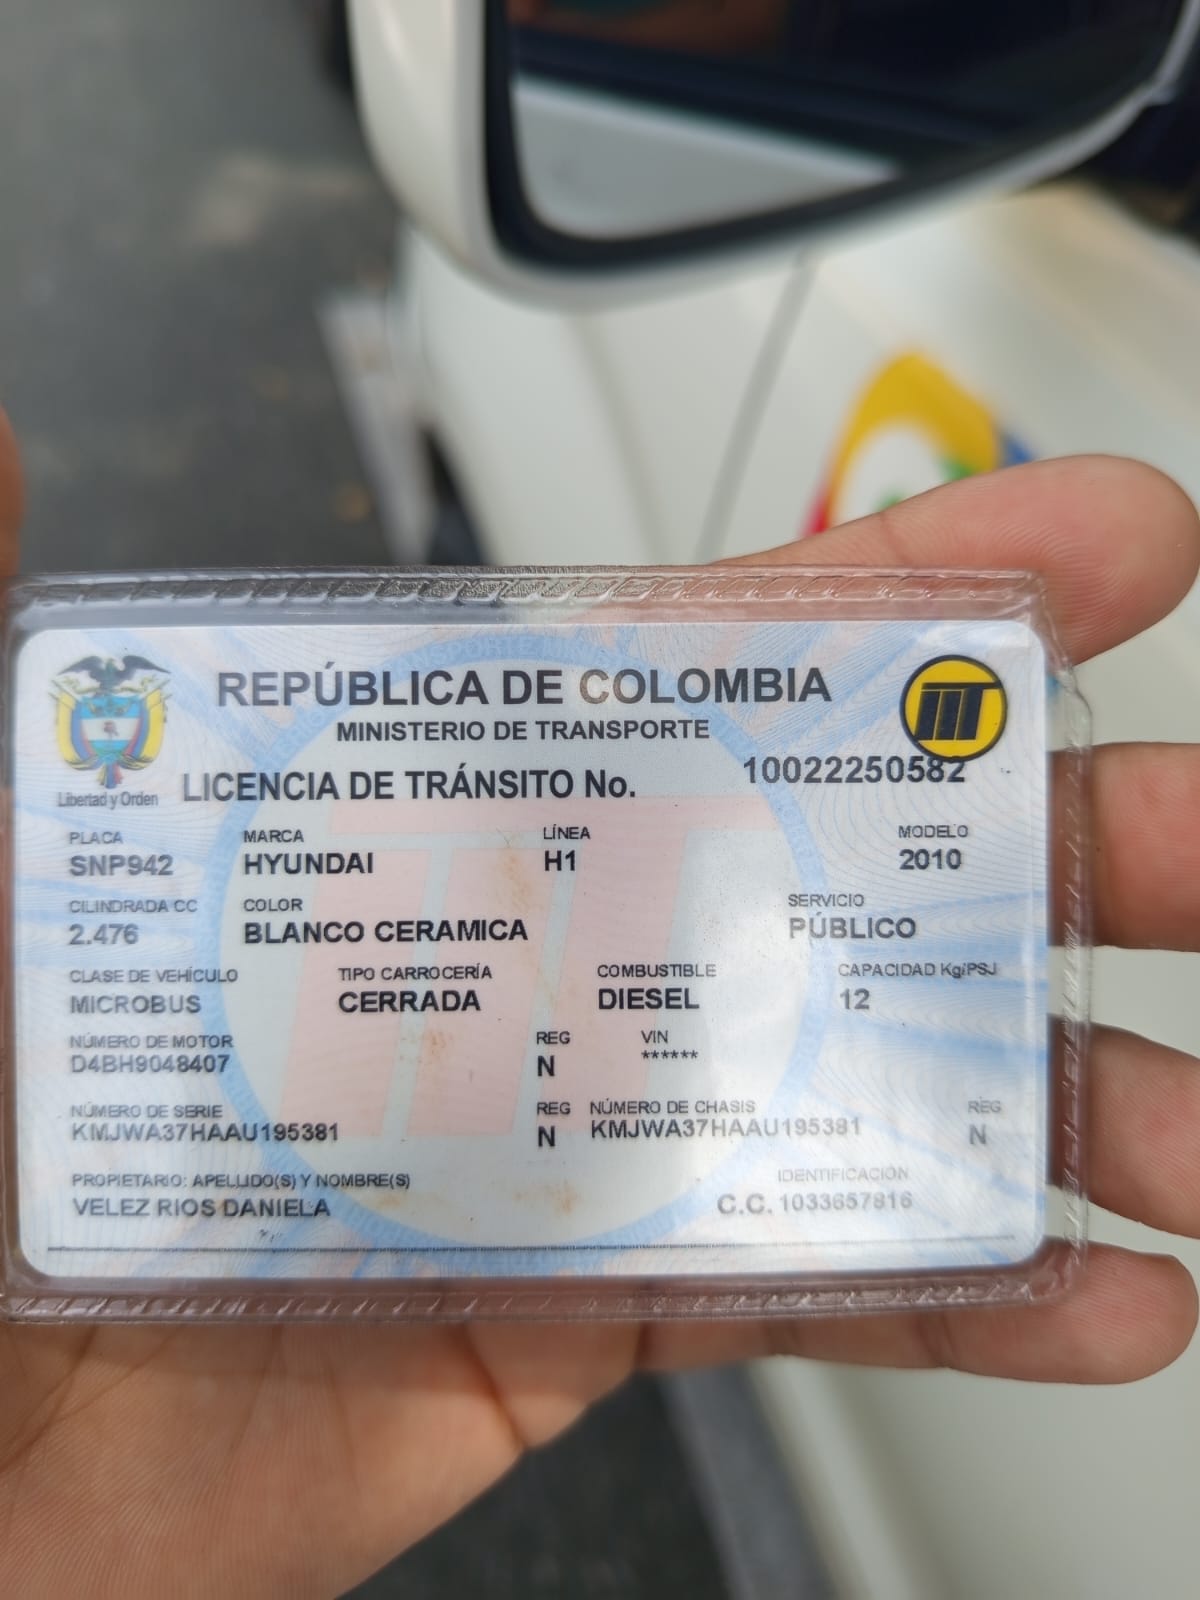 REPÚBLICA DE COLOMBIA
MINISTERIO DE TRANSPORTE
Libertad y Orden
LICENCIA DE TRÁNSITO No. 10022250582
PLACA MARCA LÍNEA MODELO
SNP942 HYUNDAI H1 2010
CILINDRADA CC COLOR SERVICIO
2.476 BLANCO CERAMICA PÚBLICO
CLASE DE VEHÍCULO TIPO CARROCERÍA COMBUSTIBLE CAPACIDAD Kg/PSJ
MICROBUS CERRADA DIESEL 12
NÚMERO DE MOTOR REG VIN
D4BH9048407 N ******
NÚMERO DE SERIE REG NÚMERO DE CHASIS REG
KMJWA37HAAU195381 N KMJWA37HAAU195381 N
PROPIETARIO: APELLIDO(S) Y NOMBRE(S) IDENTIFICACIÓN
VELEZ RIOS DANIELA C.C. 1033657816